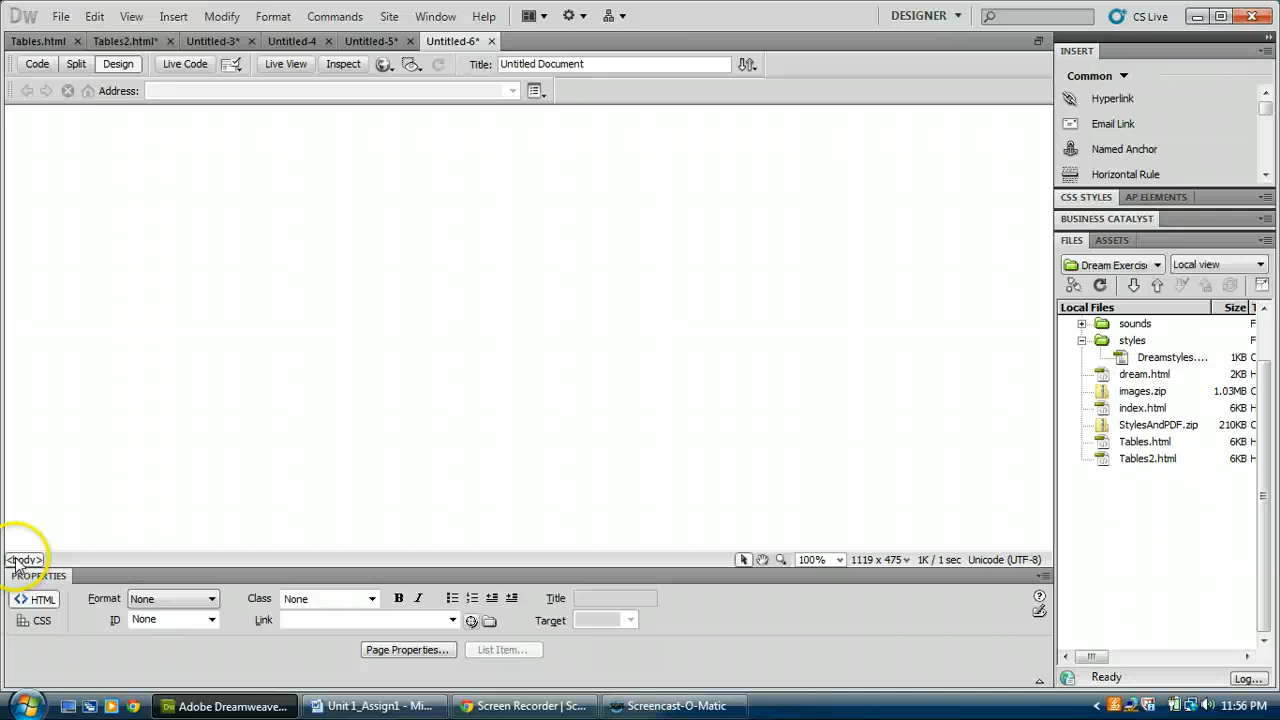 Dw File Edit View Insert Modify Format Commands Site Window Help DESIGNER CS Live
Tables.html Tables2.html* Untitled-3* Untitled-4 Untitled-5* Untitled-6*
Code Split Design Live Code Live View Inspect Title: Untitled Document
Address:
INSERT
Common
Hyperlink
Email Link
Named Anchor
Horizontal Rule
CSS STYLES AP ELEMENTS
BUSINESS CATALYST
FILES ASSETS
Dream Exercis Local view
Local Files Size T
sounds F
styles F
Dreamstyles.... 1KB C
dream.html 2KB H
images.zip 1.03MB C
index.html 6KB H
StylesAndPDF.zip 210KB C
Tables.html 6KB H
Tables2.html 6KB H
<body> 100% 1119 x 475 1K / 1 sec Unicode (UTF-8)
PROPERTIES
<> HTML Format None Class None B I Title
CSS ID None Link Target
Page Properties... List Item...
Ready Log...
Adobe Dreamweave... Unit 1_Assign1 - Mi... Screen Recorder | Sc... Screencast-O-Matic 11:56 PM